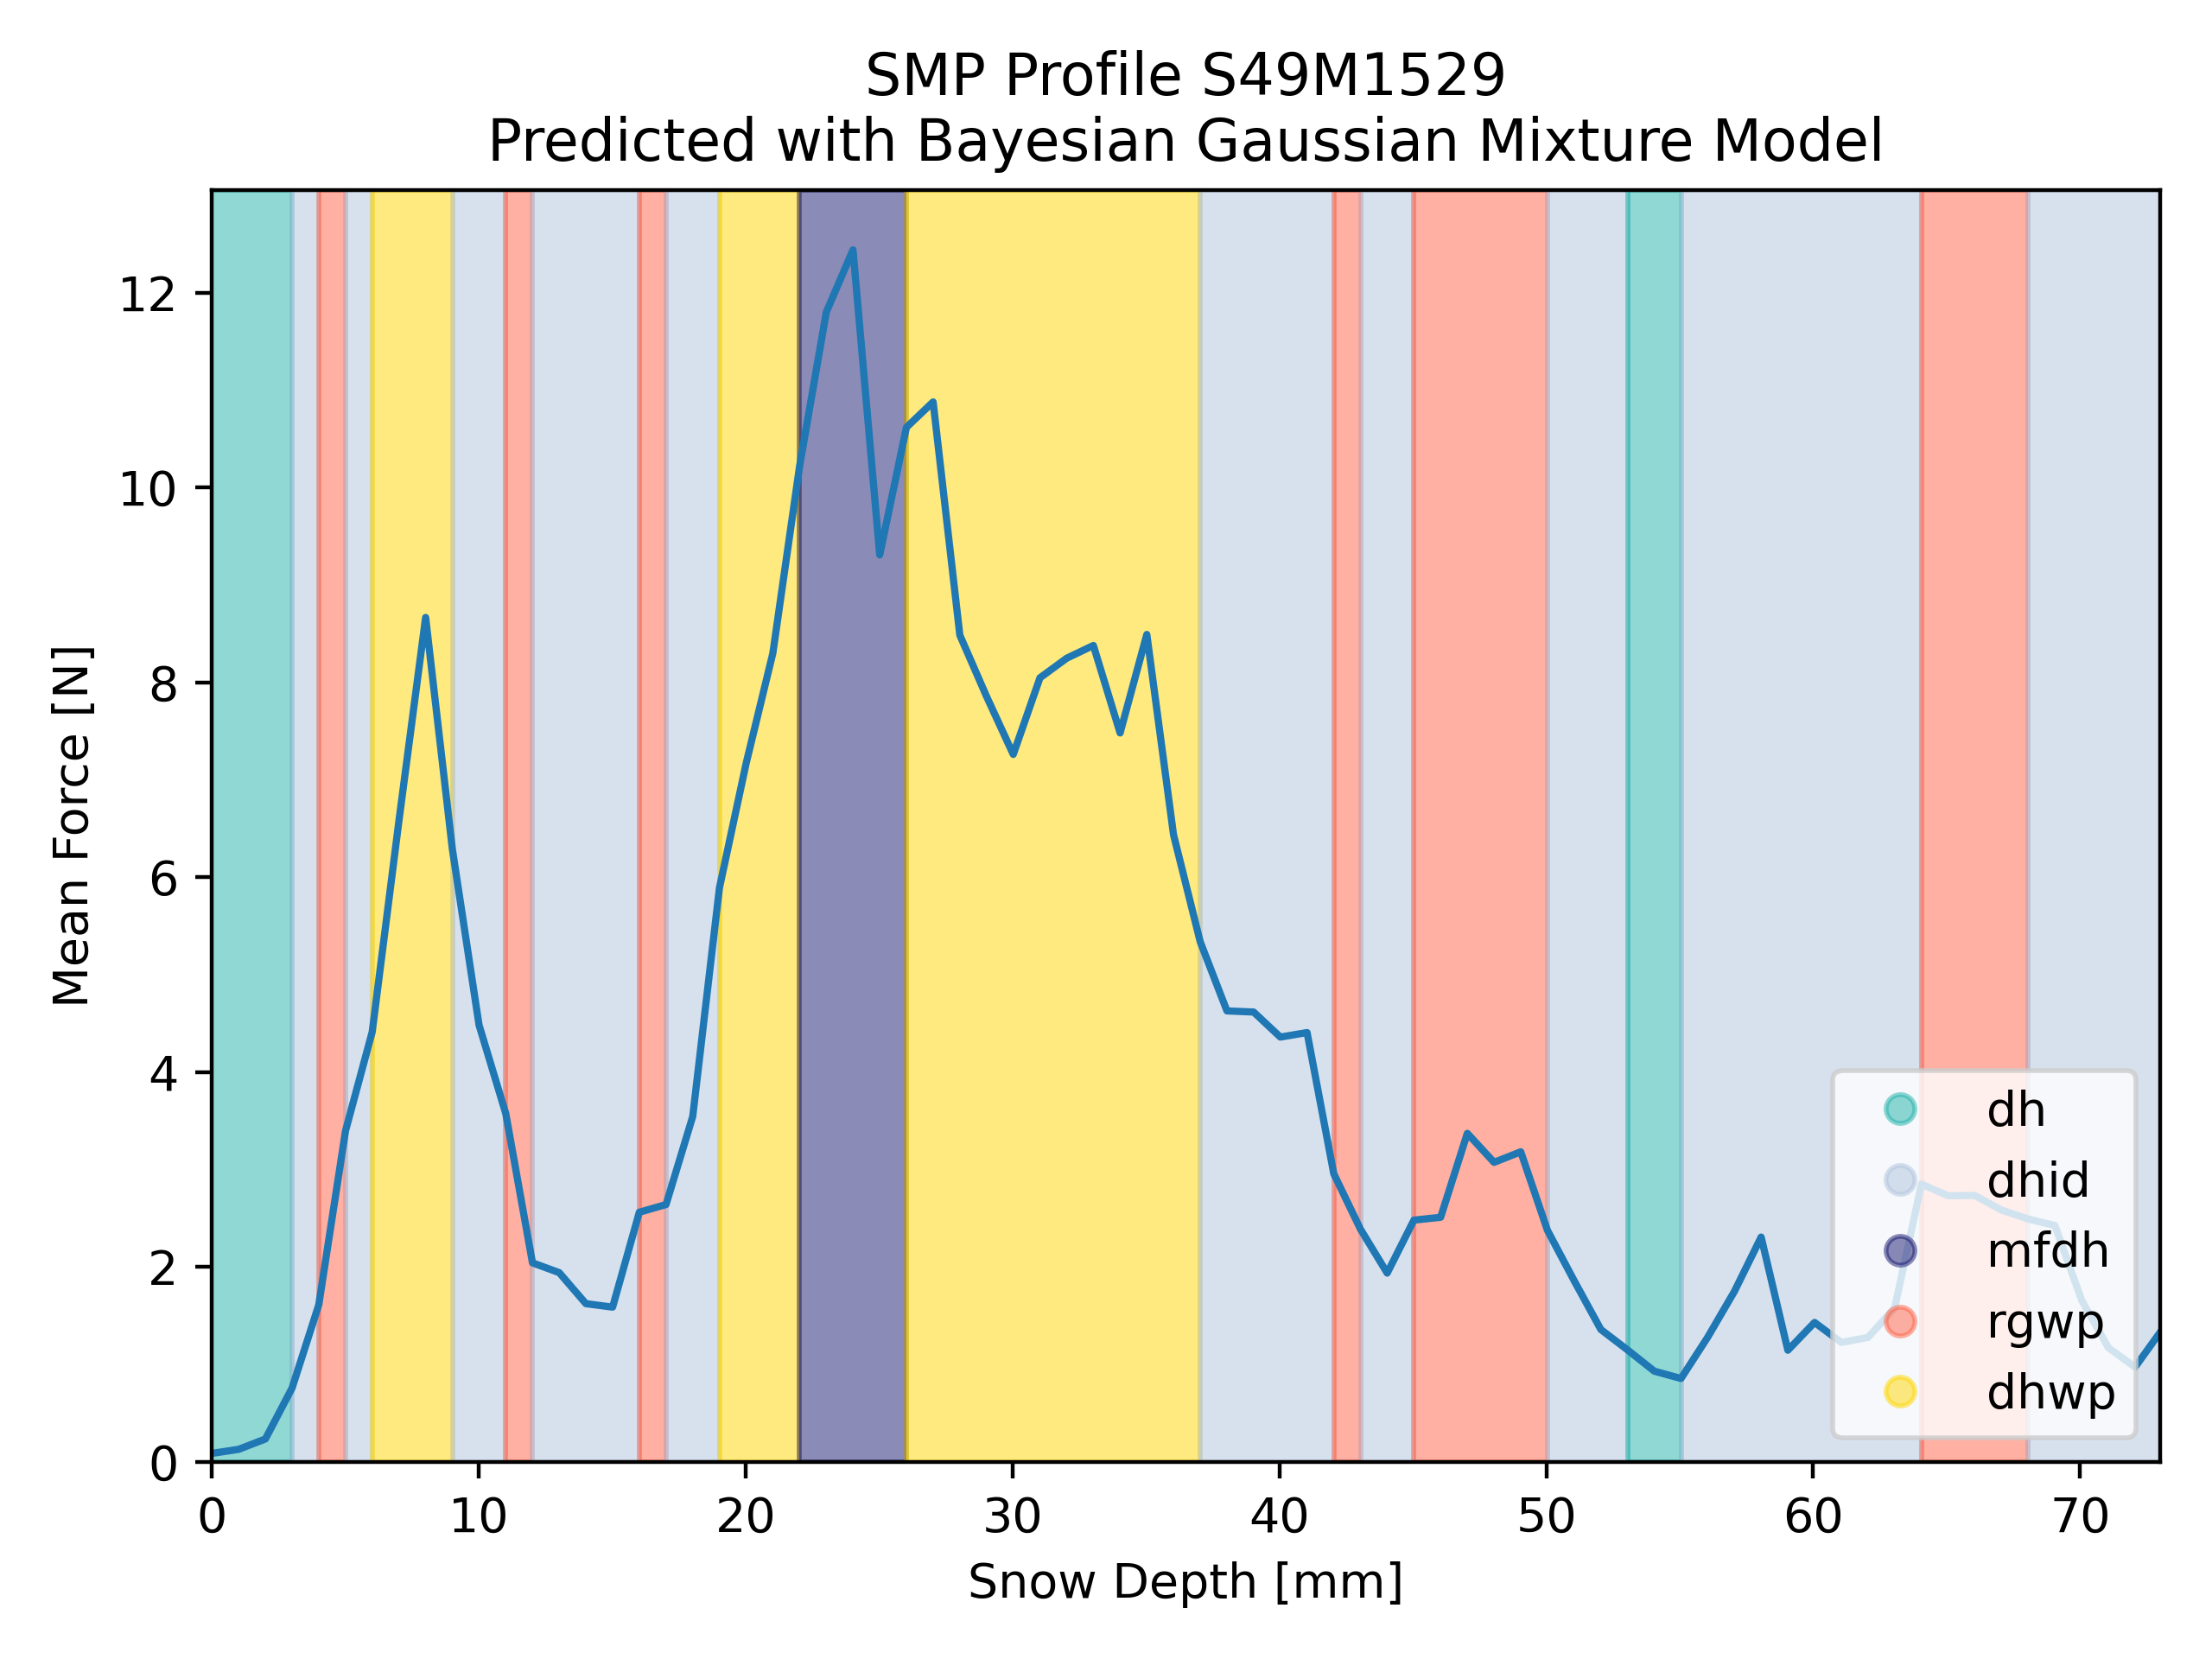 SMP Profile S49M1529
Predicted with Bayesian Gaussian Mixture Model
Mean Force [N]
12
10
8
6
4
2
0
dh
dhid
mfdh
rgwp
dhwp
0 10 20 30 40 50 60 70
Snow Depth [mm]